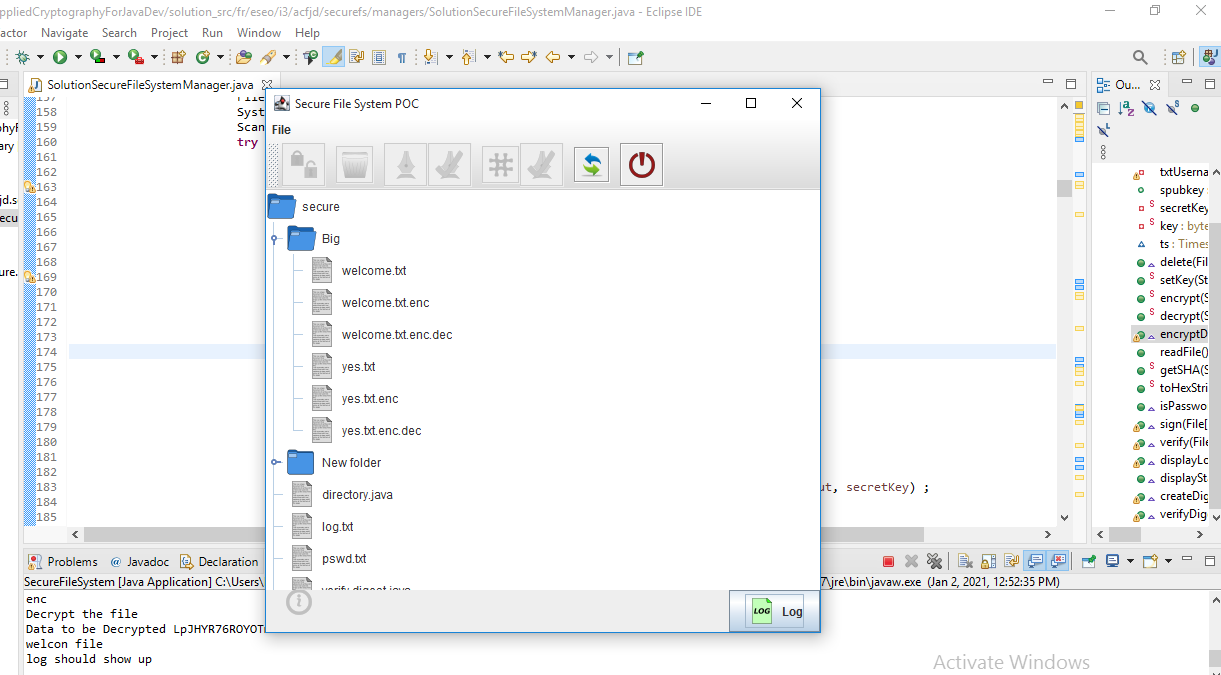 ppliedCryptographyForJavaDev/solution_src/fr/eseo/i3/acfjd/securefs/managers/SolutionSecureFileSystemManager.java - Eclipse IDE
actor Navigate Search Project Run Window Help
SolutionSecureFileSystemManager.java
Ou...
158 Syst
159 Scan
160 try
161
162
163
164
165
166
167
168
169
170
171
172
173
174
175
176
177
178
179
180
181
182
183 ut, secretKey) ;
184
185
Secure File System POC
File
secure
Big
welcome.txt
welcome.txt.enc
welcome.txt.enc.dec
yes.txt
yes.txt.enc
yes.txt.enc.dec
New folder
directory.java
log.txt
pswd.txt
verify.digest.java
LOG Log
txtUserna
spubkey :
secretKey
key : byte
ts : Times
delete(Fil
setKey(St
encrypt(S
decrypt(S
encryptD
readFile()
getSHA(S
toHexStri
isPasswo
sign(File[
verify(File
displayLo
displaySt
createDig
verifyDig
Problems @ Javadoc Declaration
SecureFileSystem [Java Application] C:\Users\ 7\jre\bin\javaw.exe (Jan 2, 2021, 12:52:35 PM)
enc
Decrypt the file
Data to be Decrypted LpJHYR76ROYOT
welcon file
log should show up
Activate Windows